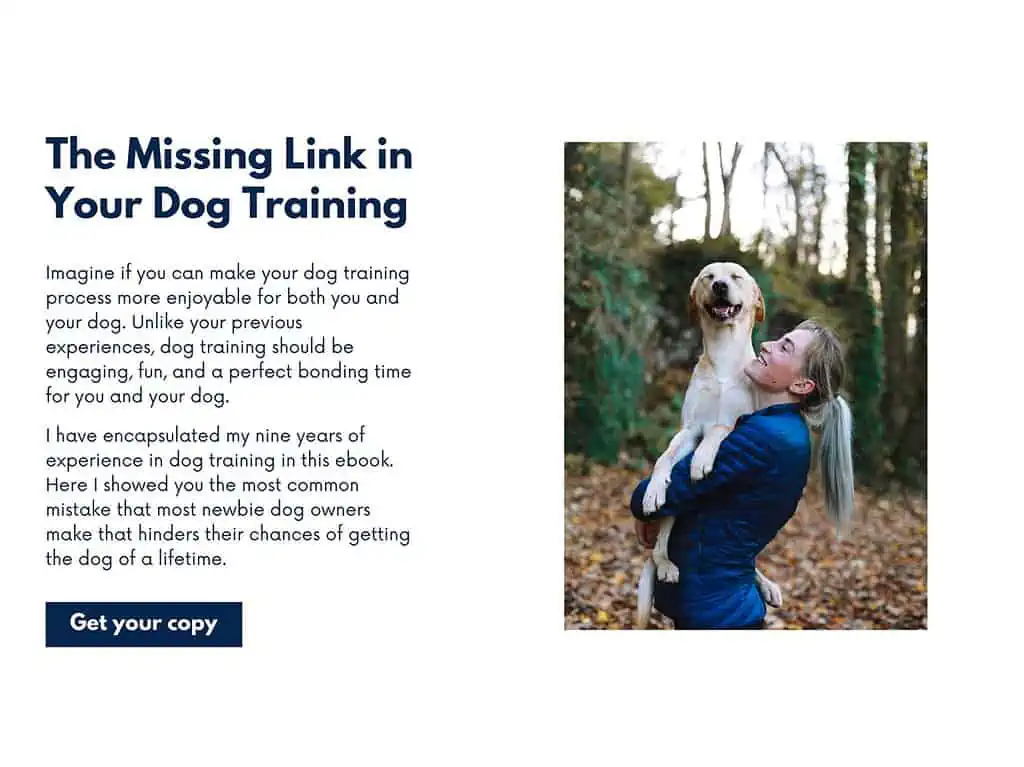 The Missing Link in
Your Dog Training
Imagine if you can make your dog training
process more enjoyable for both you and
your dog. Unlike your previous
experiences, dog training should be
engaging, fun, and a perfect bonding time
for you and your dog.
I have encapsulated my nine years of
experience in dog training in this ebook.
Here I showed you the most common
mistake that most newbie dog owners
make that hinders their chances of getting
the dog of a lifetime.
Get your copy